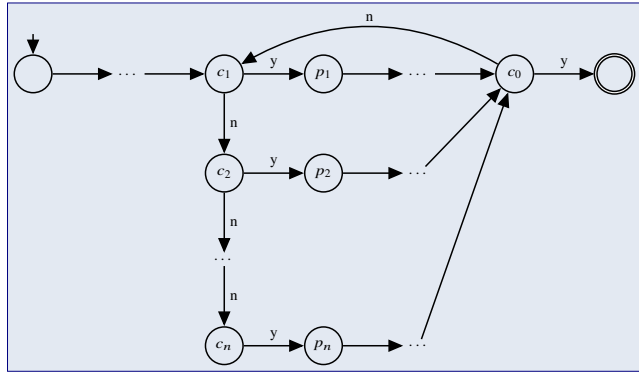 n
… c₁ y p₁ … c₀ y
n
c₂ y p₂ …
n
…
n
cₙ y pₙ …